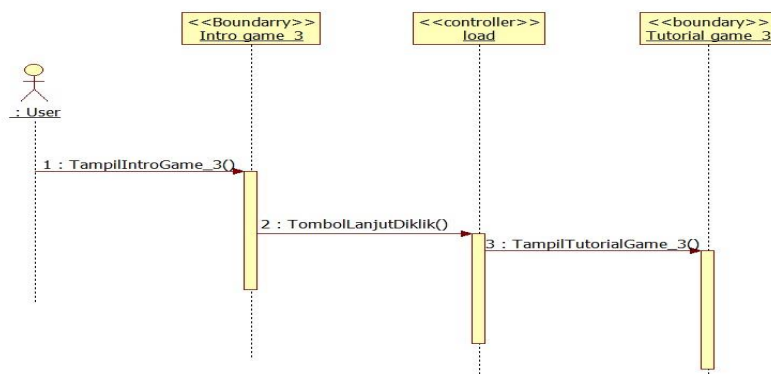 <<Boundarry>>
Intro game_3
<<controller>>
load
<<boundary>>
Tutorial game_3
: User
1 : TampilIntroGame_3()
2 : TombolLanjutDiklik()
3 : TampilTutorialGame_3()